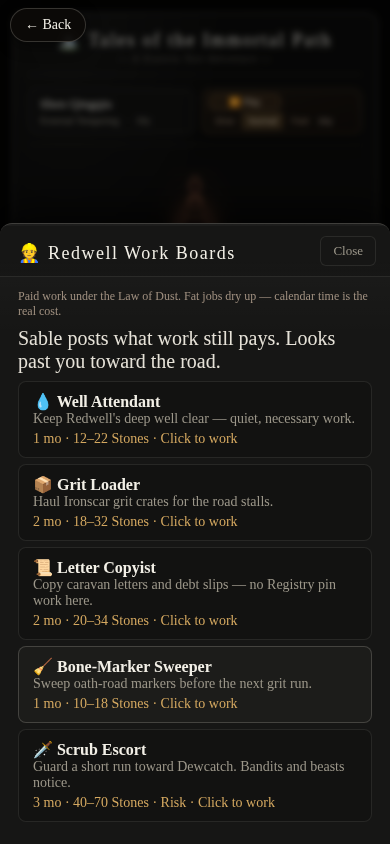 ← Back
Tales of the Immortal Path
👷 Redwell Work Boards
Close
Paid work under the Law of Dust. Fat jobs dry up — calendar time is the
real cost.
Sable posts what work still pays. Looks
past you toward the road.
💧 Well Attendant
Keep Redwell's deep well clear — quiet, necessary work.
1 mo · 12–22 Stones · Click to work
📦 Grit Loader
Haul Ironscar grit crates for the road stalls.
2 mo · 18–32 Stones · Click to work
📜 Letter Copyist
Copy caravan letters and debt slips — no Registry pin
work here.
2 mo · 20–34 Stones · Click to work
🧹 Bone-Marker Sweeper
Sweep oath-road markers before the next grit run.
1 mo · 10–18 Stones · Click to work
🗡️ Scrub Escort
Guard a short run toward Dewcatch. Bandits and beasts
notice.
3 mo · 40–70 Stones · Risk · Click to work